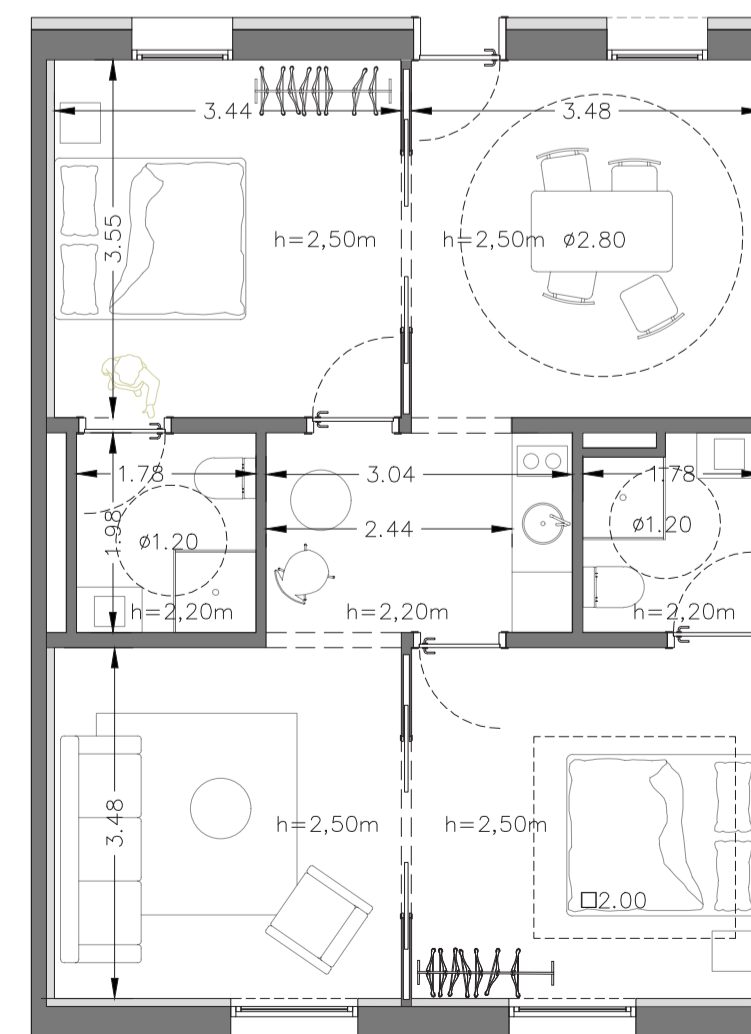 3.44
3.48
3.55
h=2,50m
h=2,50m
ø2.80
1.78
3.04
1.78
1.98
ø1.20
2.44
ø1.20
h=2,20m
h=2,20m
h=2,20m
3.48
h=2,50m
h=2,50m
□2.00